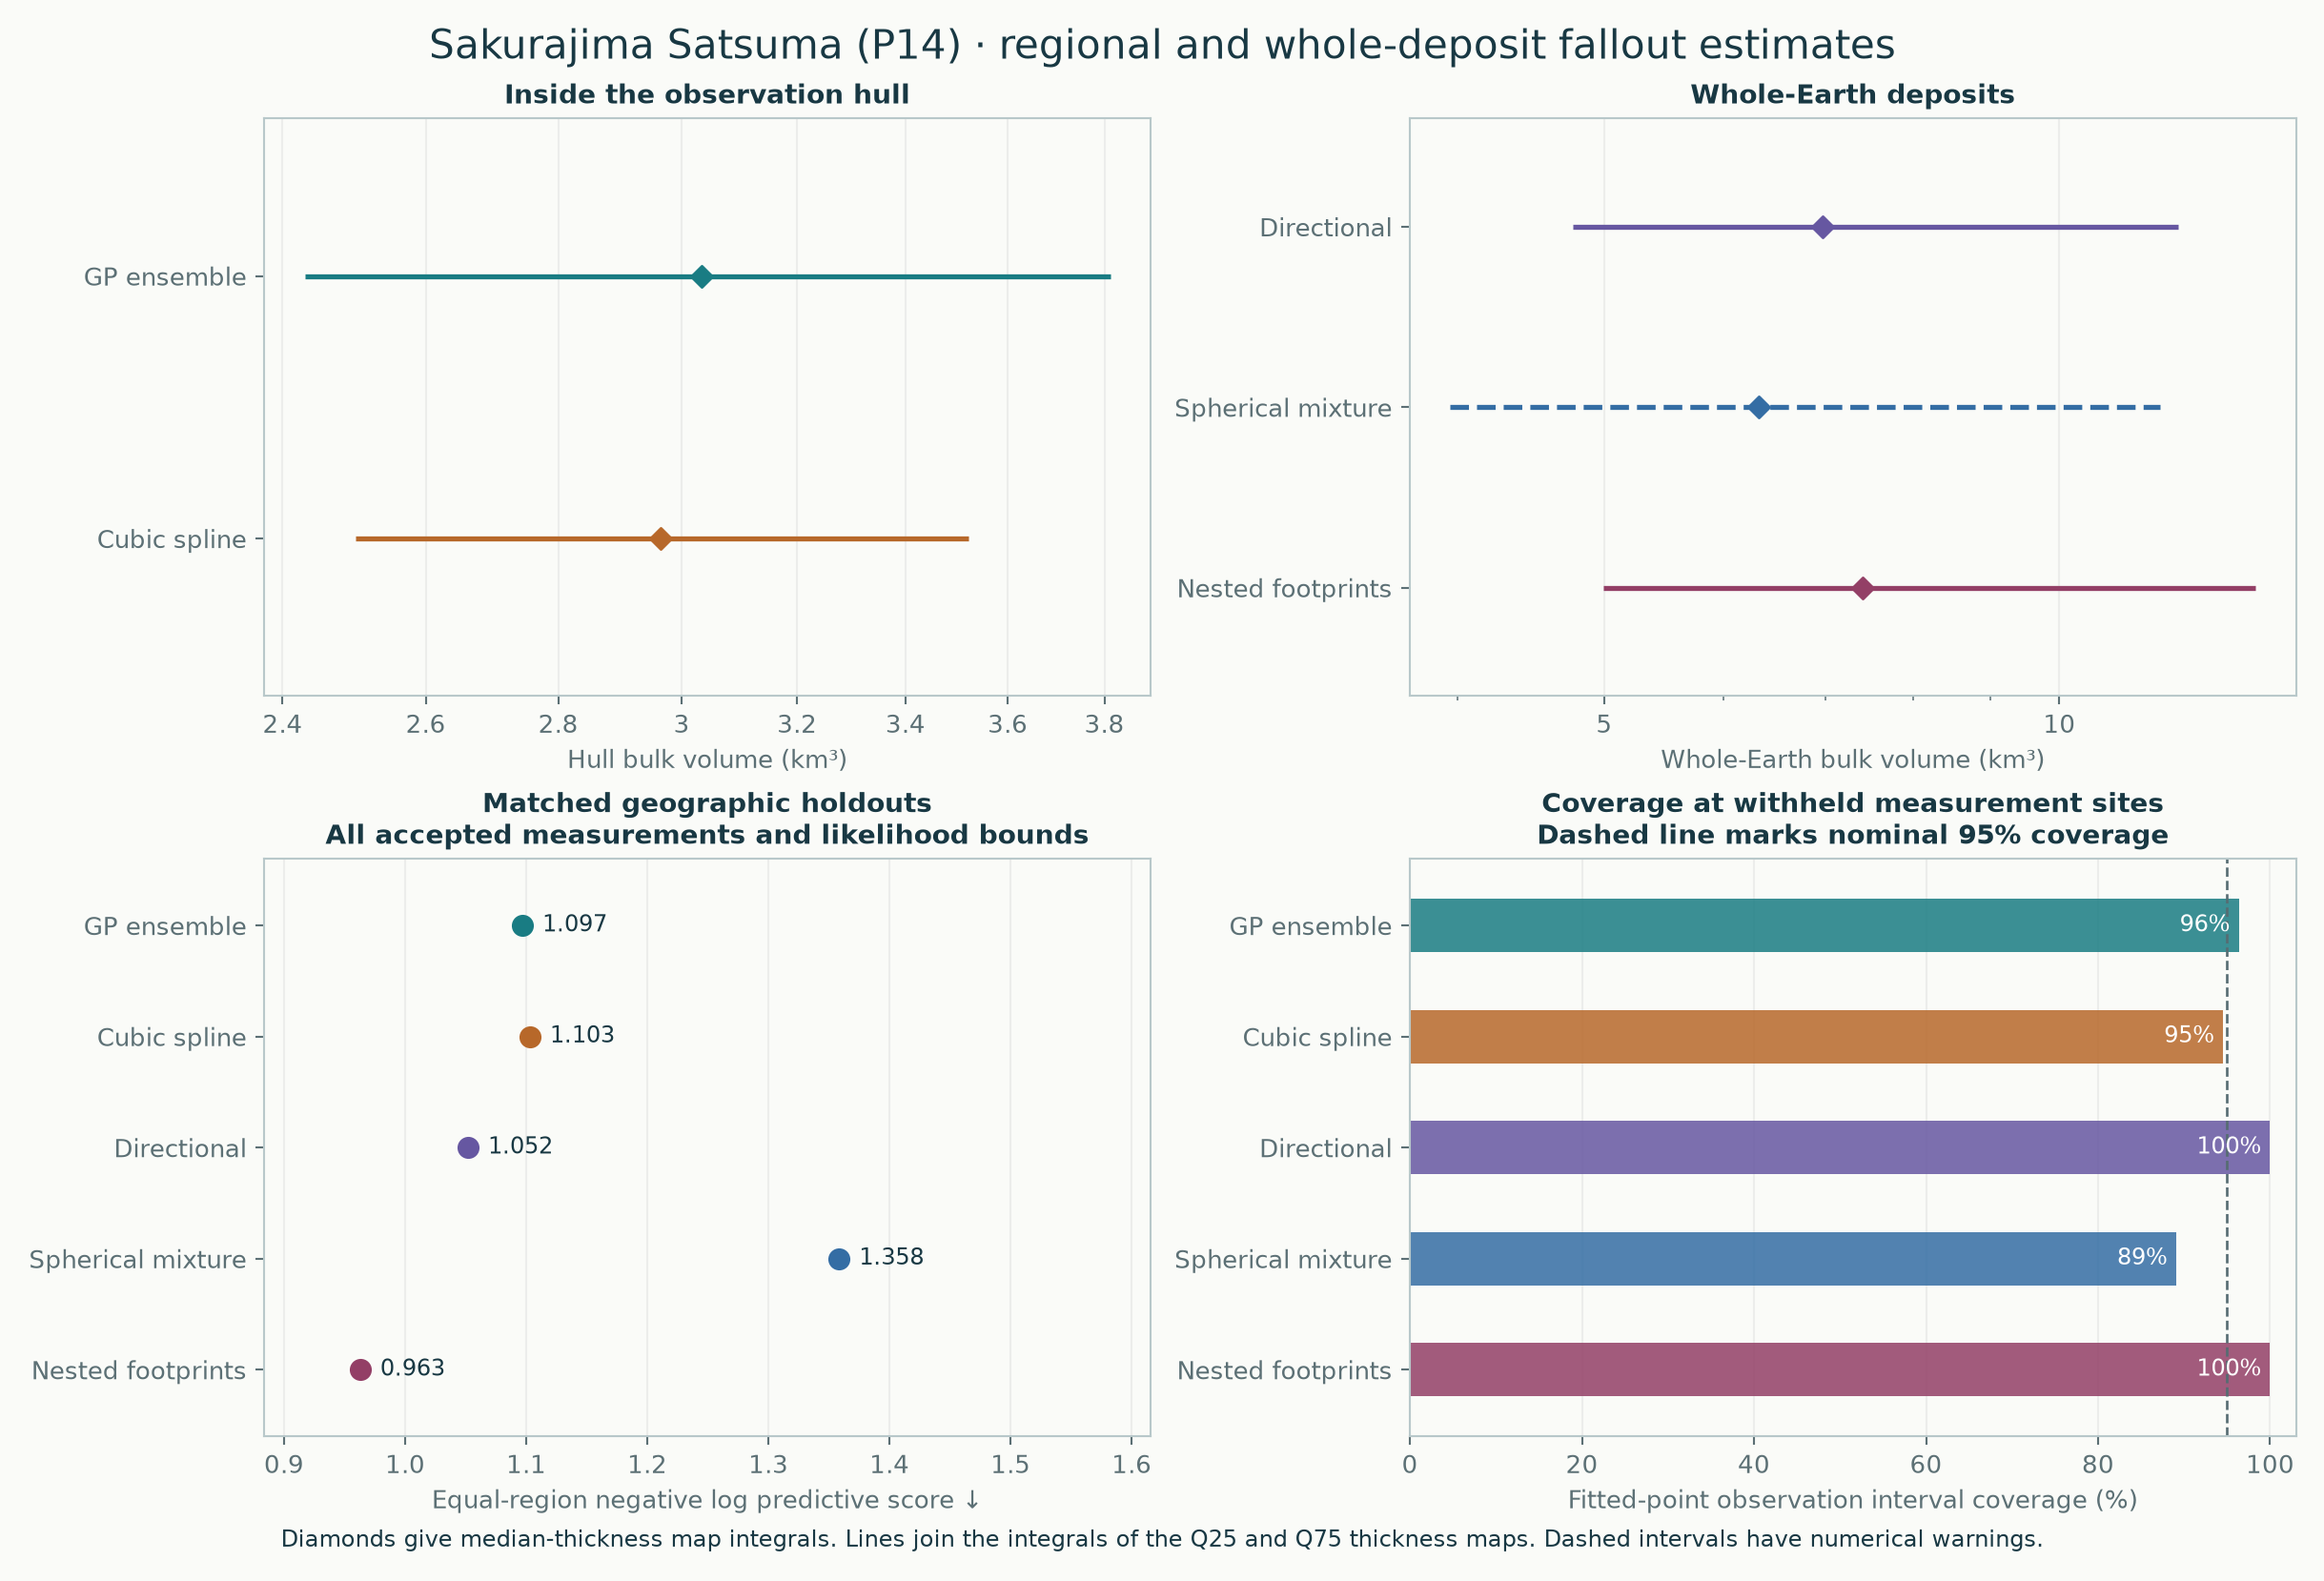 Sakurajima Satsuma (P14) · regional and whole-deposit fallout estimates
Inside the observation hull
GP ensemble
Cubic spline
2.4 2.6 2.8 3 3.2 3.4 3.6 3.8
Hull bulk volume (km³)
Whole-Earth deposits
Directional
Spherical mixture
Nested footprints
5 10
Whole-Earth bulk volume (km³)
Matched geographic holdouts
All accepted measurements and likelihood bounds
GP ensemble 1.097
Cubic spline 1.103
Directional 1.052
Spherical mixture 1.358
Nested footprints 0.963
0.9 1.0 1.1 1.2 1.3 1.4 1.5 1.6
Equal-region negative log predictive score ↓
Coverage at withheld measurement sites
Dashed line marks nominal 95% coverage
GP ensemble 96%
Cubic spline 95%
Directional 100%
Spherical mixture 89%
Nested footprints 100%
0 20 40 60 80 100
Fitted-point observation interval coverage (%)
Diamonds give median-thickness map integrals. Lines join the integrals of the Q25 and Q75 thickness maps. Dashed intervals have numerical warnings.